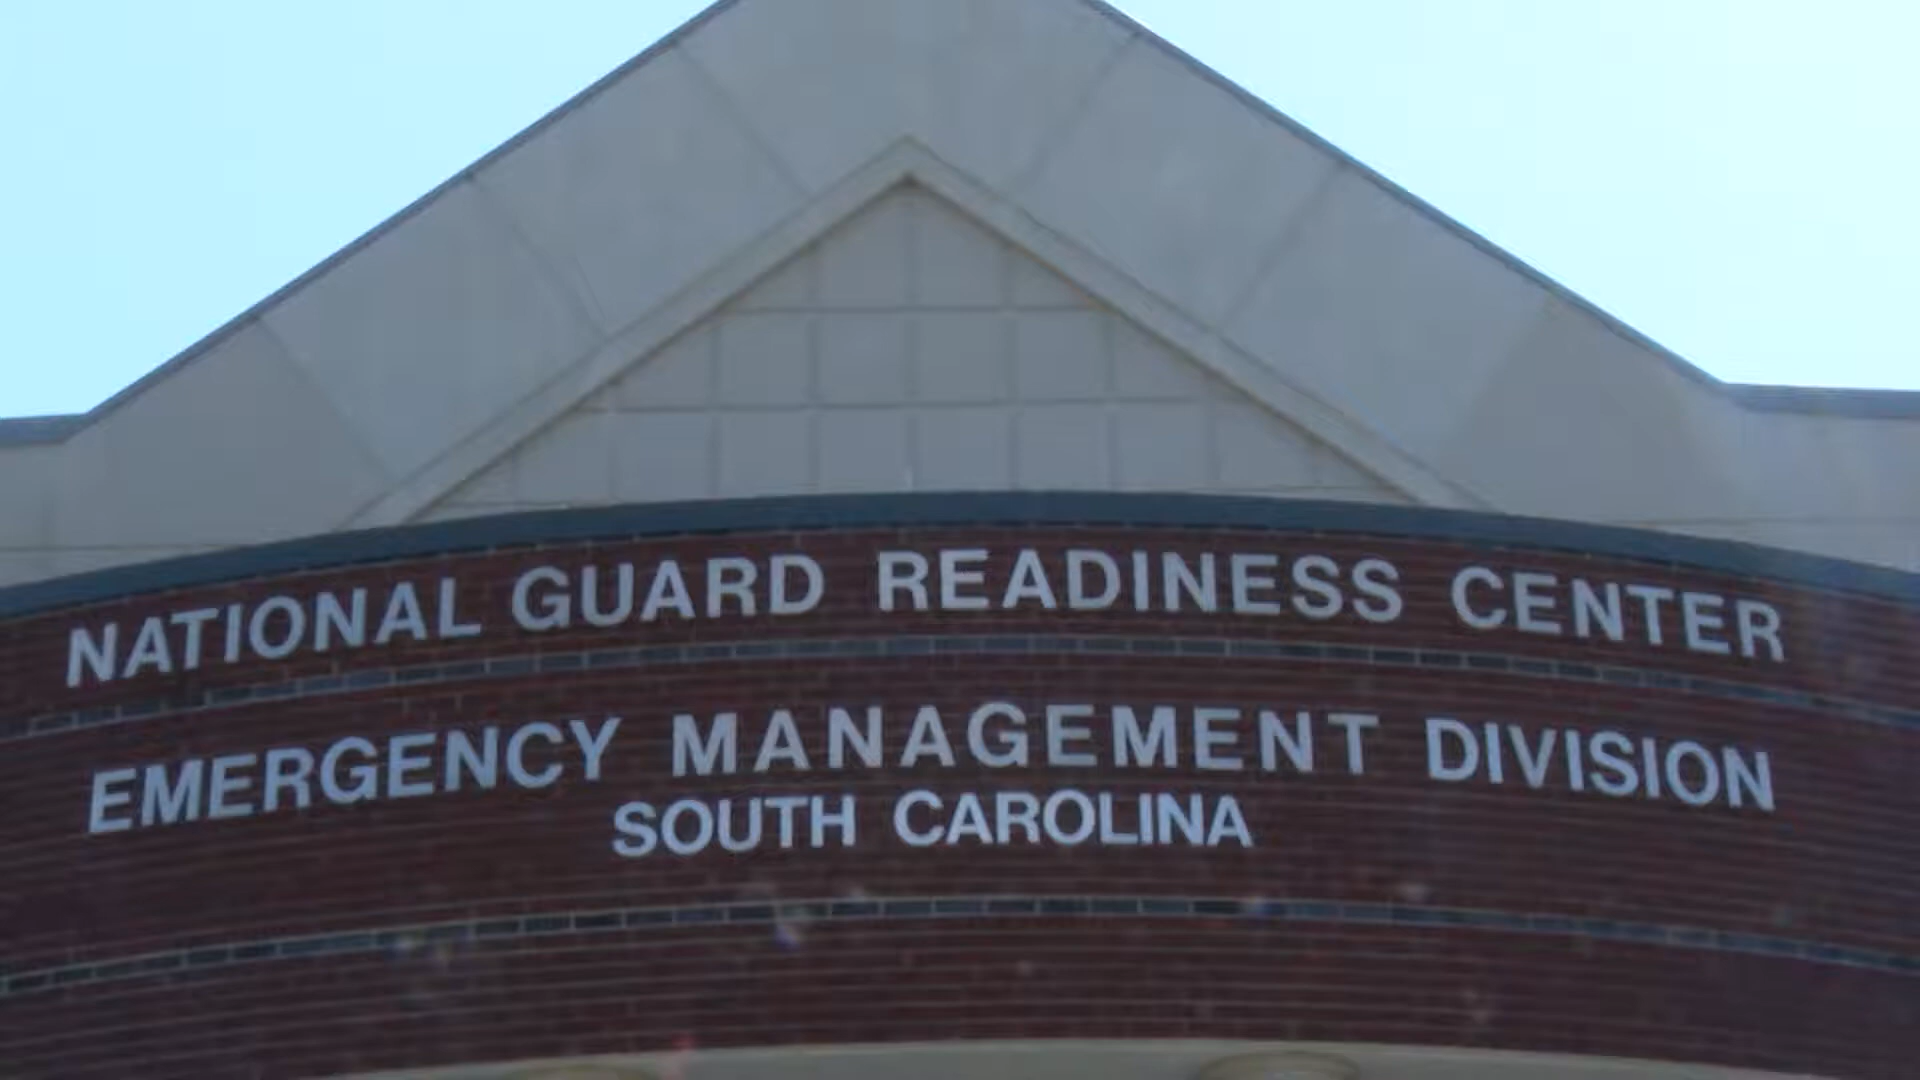 NATIONAL GUARD READINESS CENTER
EMERGENCY MANAGEMENT DIVISION
SOUTH CAROLINA